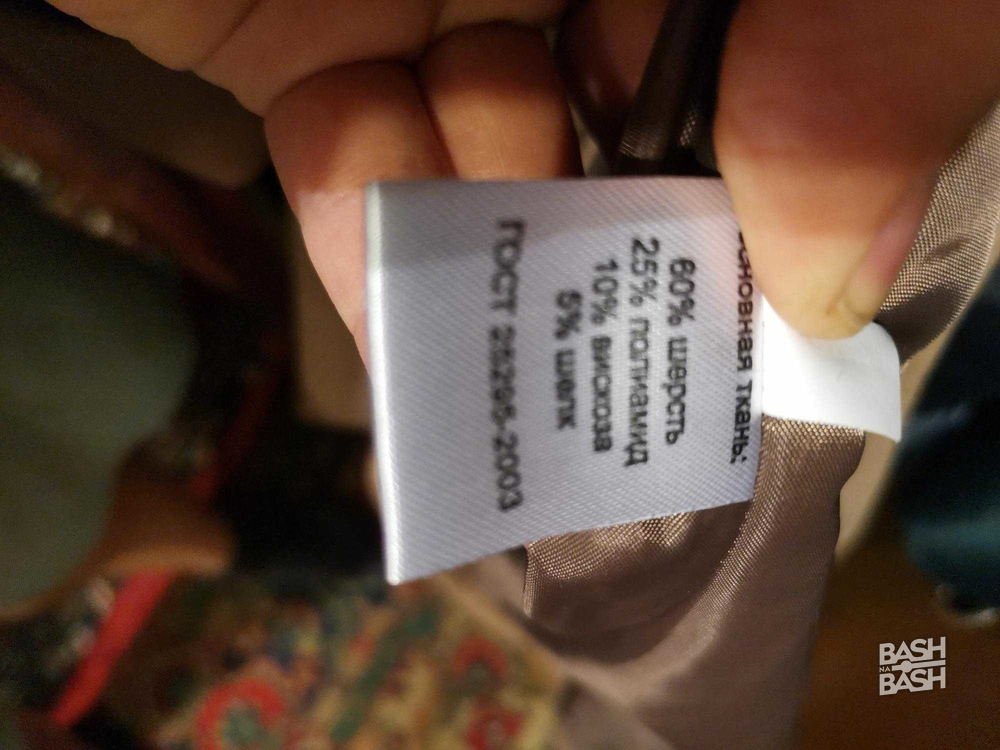 основная ткань:
60% шерсть
25% полиамид
10% вискоза
5% шелк
ГОСТ 25295-2003
BASH
NA
BASH